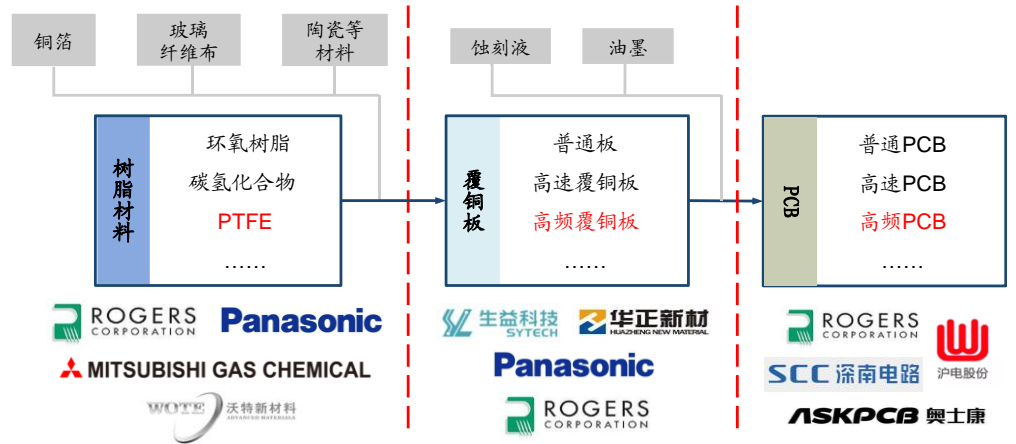 铜箔
玻璃
纤维布
陶瓷等
材料
蚀刻液
油墨
树脂材料
环氧树脂
碳氢化合物
PTFE
……
覆铜板
普通板
高速覆铜板
高频覆铜板
……
PCB
普通PCB
高速PCB
高频PCB
……
ROGERS
CORPORATION
Panasonic
MITSUBISHI GAS CHEMICAL
WOTE 沃特新材料
ADVANCED MATERIALS
生益科技
SYTECH
华正新材
HUAZHENG NEW MATERIAL
Panasonic
ROGERS
CORPORATION
ROGERS
CORPORATION
沪电股份
SCC 深南电路
ASKPCB 奥士康